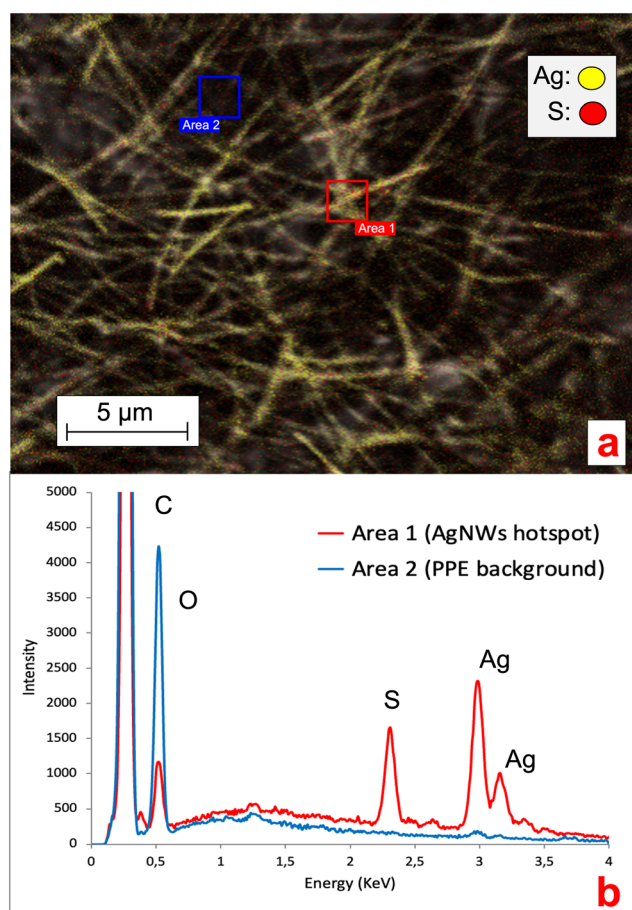 Ag:
S:
Area 2
Area 1
5 µm
a
5000
4500
4000
3500
3000
2500
2000
1500
1000
500
0
Intensity
C
O
S
Ag
Ag
Area 1 (AgNWs hotspot)
Area 2 (PPE background)
0
0,5
1
1,5
2
2,5
3
3,5
4
Energy (KeV)
b